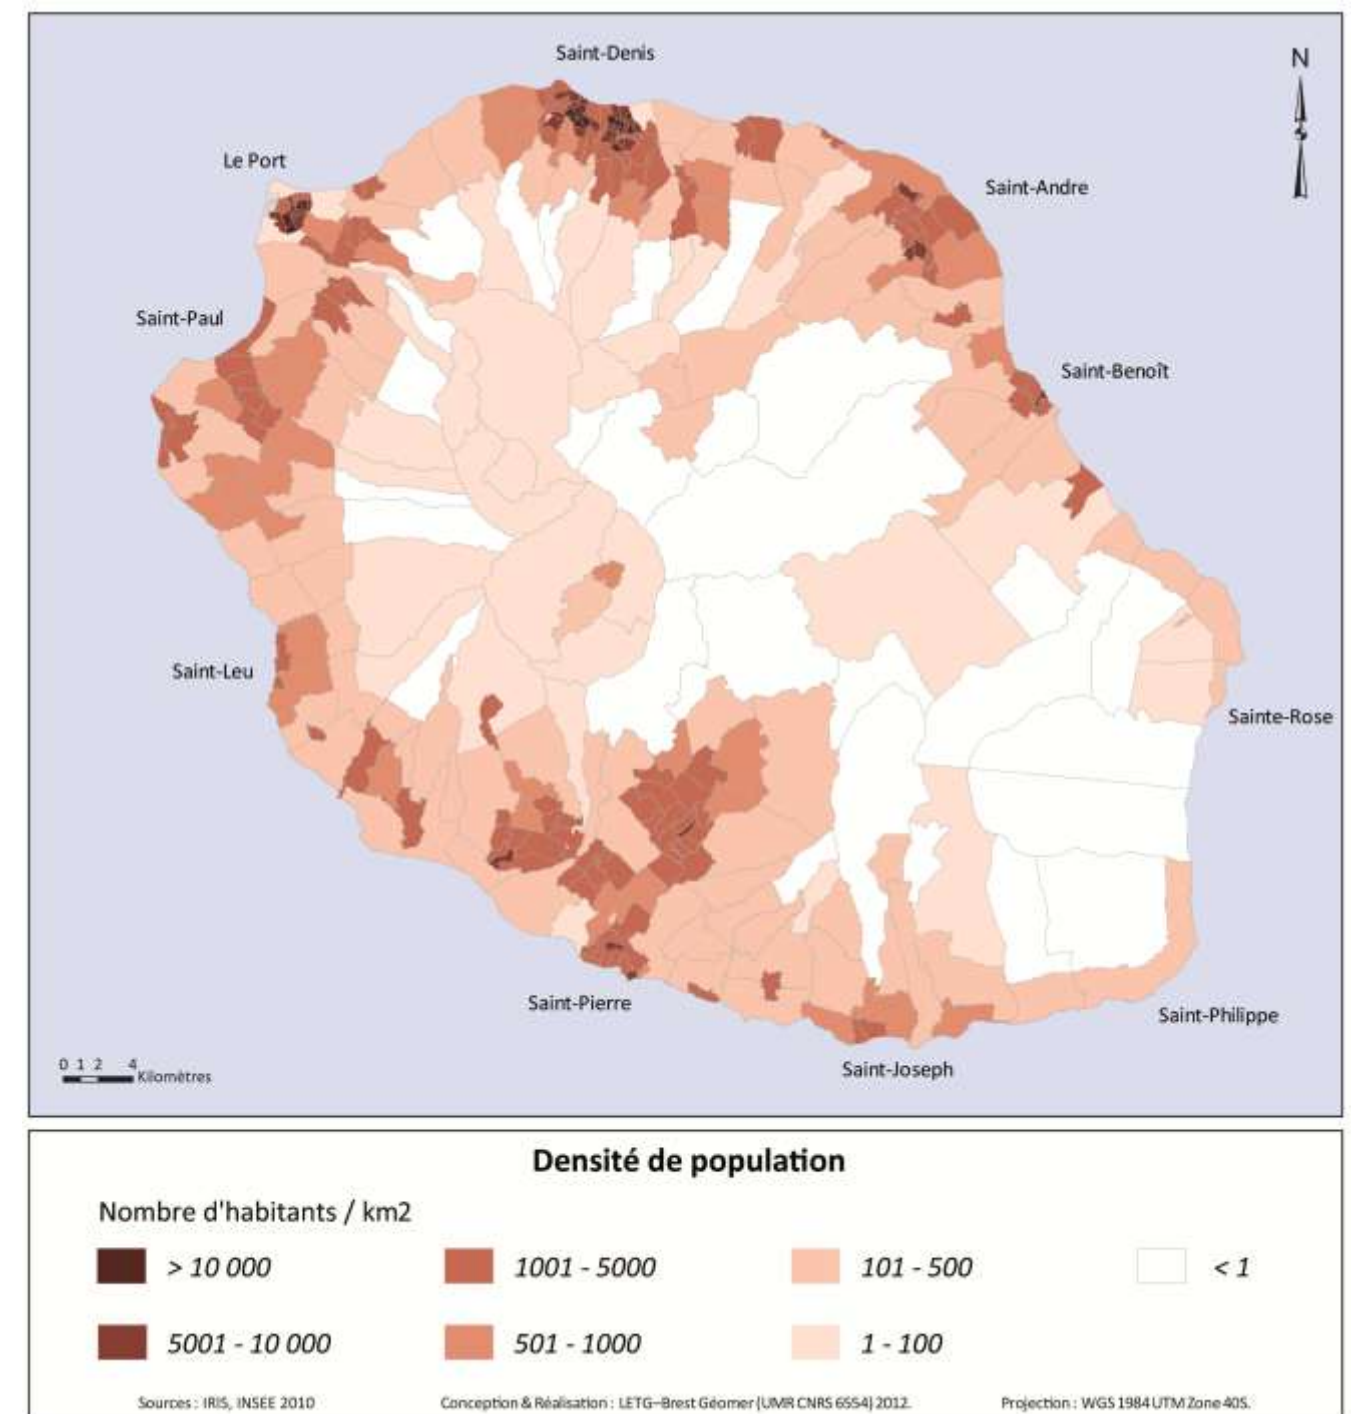 Saint-Denis
N
Le Port
Saint-Andre
Saint-Paul
Saint-Benoît
Saint-Leu
Sainte-Rose
Saint-Pierre
Saint-Philippe
Saint-Joseph
0 1 2 4
Kilomètres
Densité de population
Nombre d'habitants / km2
> 10 000
1001 - 5000
101 - 500
< 1
5001 - 10 000
501 - 1000
1 - 100
Sources : IRIS, INSEE 2010
Conception & Réalisation : LETG–Brest Géomer (UMR CNRS 6554) 2012.
Projection : WGS 1984 UTM Zone 40S.